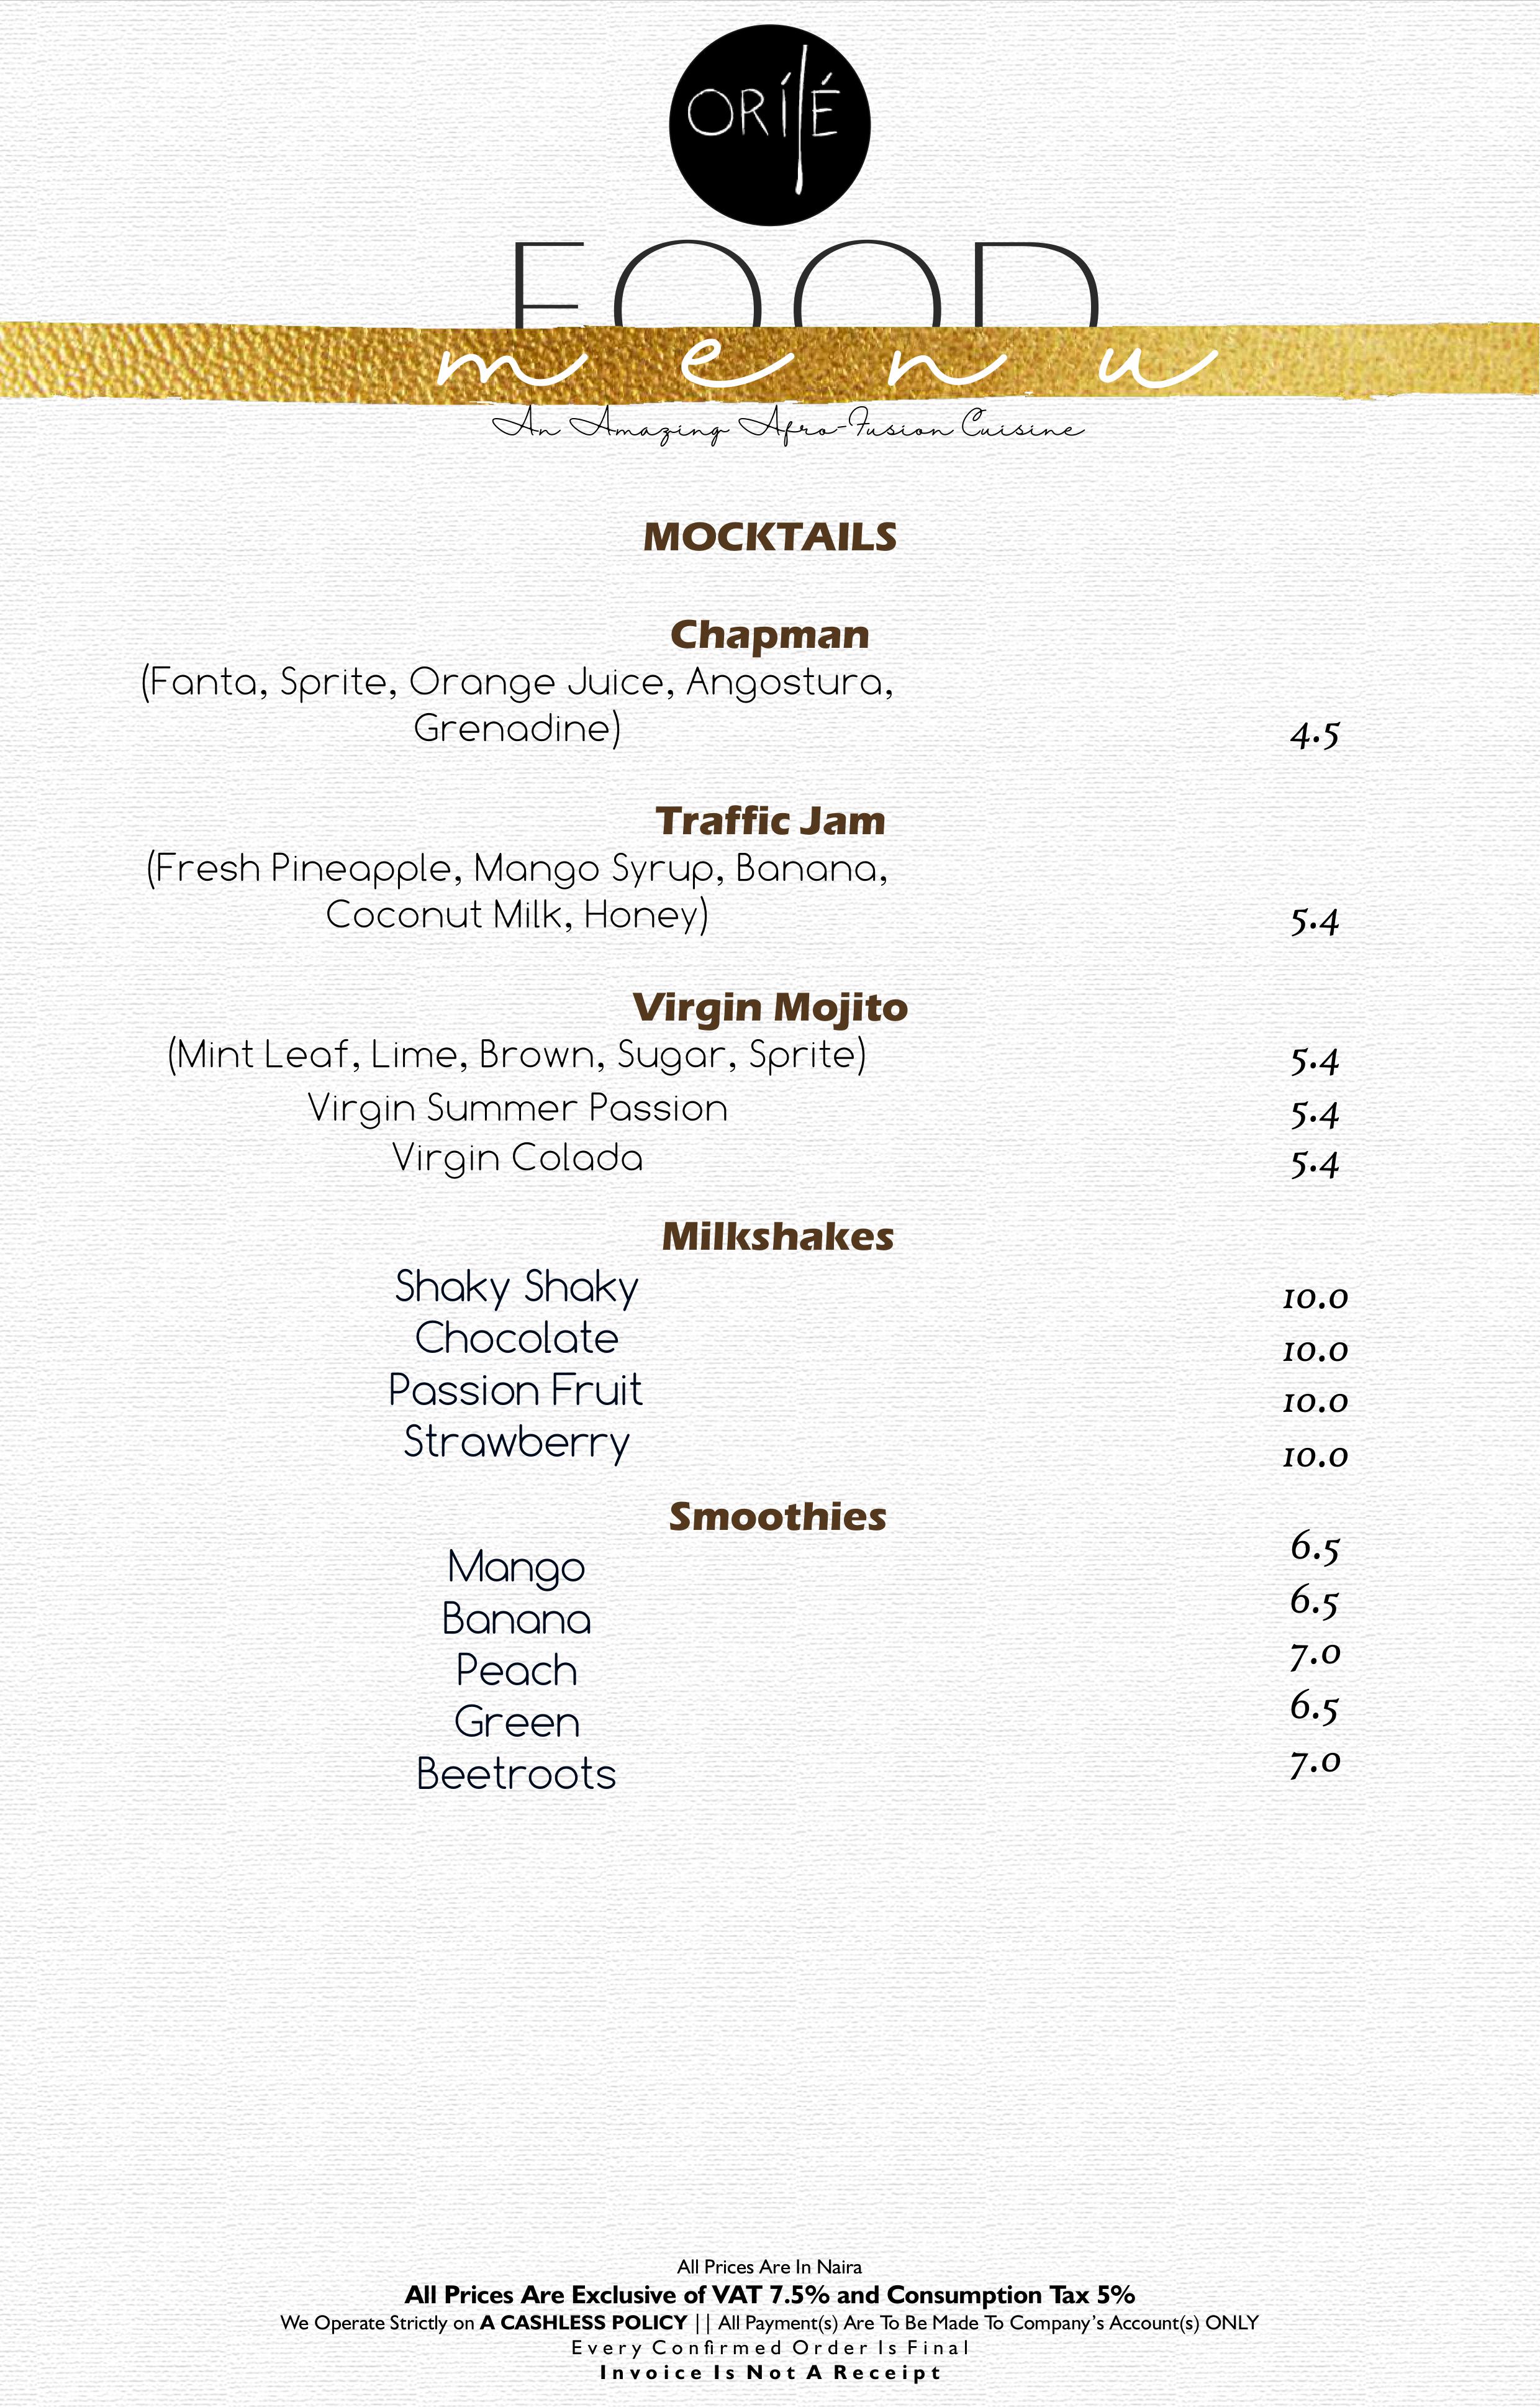 ORÍLÉ
FOOD
menu
An Amazing Afro-Fusion Cuisine
MOCKTAILS
Chapman
(Fanta, Sprite, Orange Juice, Angostura,
Grenadine) 4.5
Traffic Jam
(Fresh Pineapple, Mango Syrup, Banana,
Coconut Milk, Honey) 5.4
Virgin Mojito
(Mint Leaf, Lime, Brown, Sugar, Sprite) 5.4
Virgin Summer Passion 5.4
Virgin Colada 5.4
Milkshakes
Shaky Shaky 10.0
Chocolate 10.0
Passion Fruit 10.0
Strawberry 10.0
Smoothies
Mango 6.5
Banana 6.5
Peach 7.0
Green 6.5
Beetroots 7.0
All Prices Are In Naira
All Prices Are Exclusive of VAT 7.5% and Consumption Tax 5%
We Operate Strictly on A CASHLESS POLICY || All Payment(s) Are To Be Made To Company's Account(s) ONLY
Every Confirmed Order Is Final
Invoice Is Not A Receipt